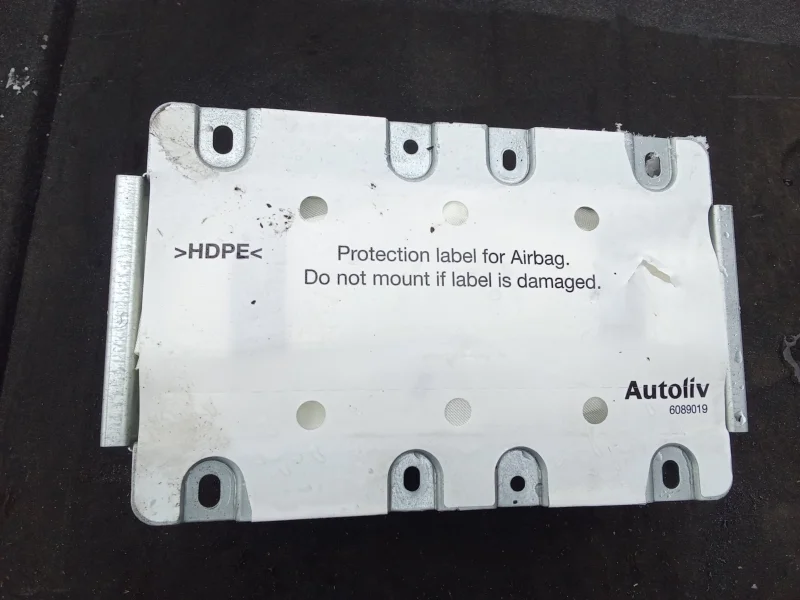 >HDPE<
Protection label for Airbag.
Do not mount if label is damaged.
Autoliv
6089019